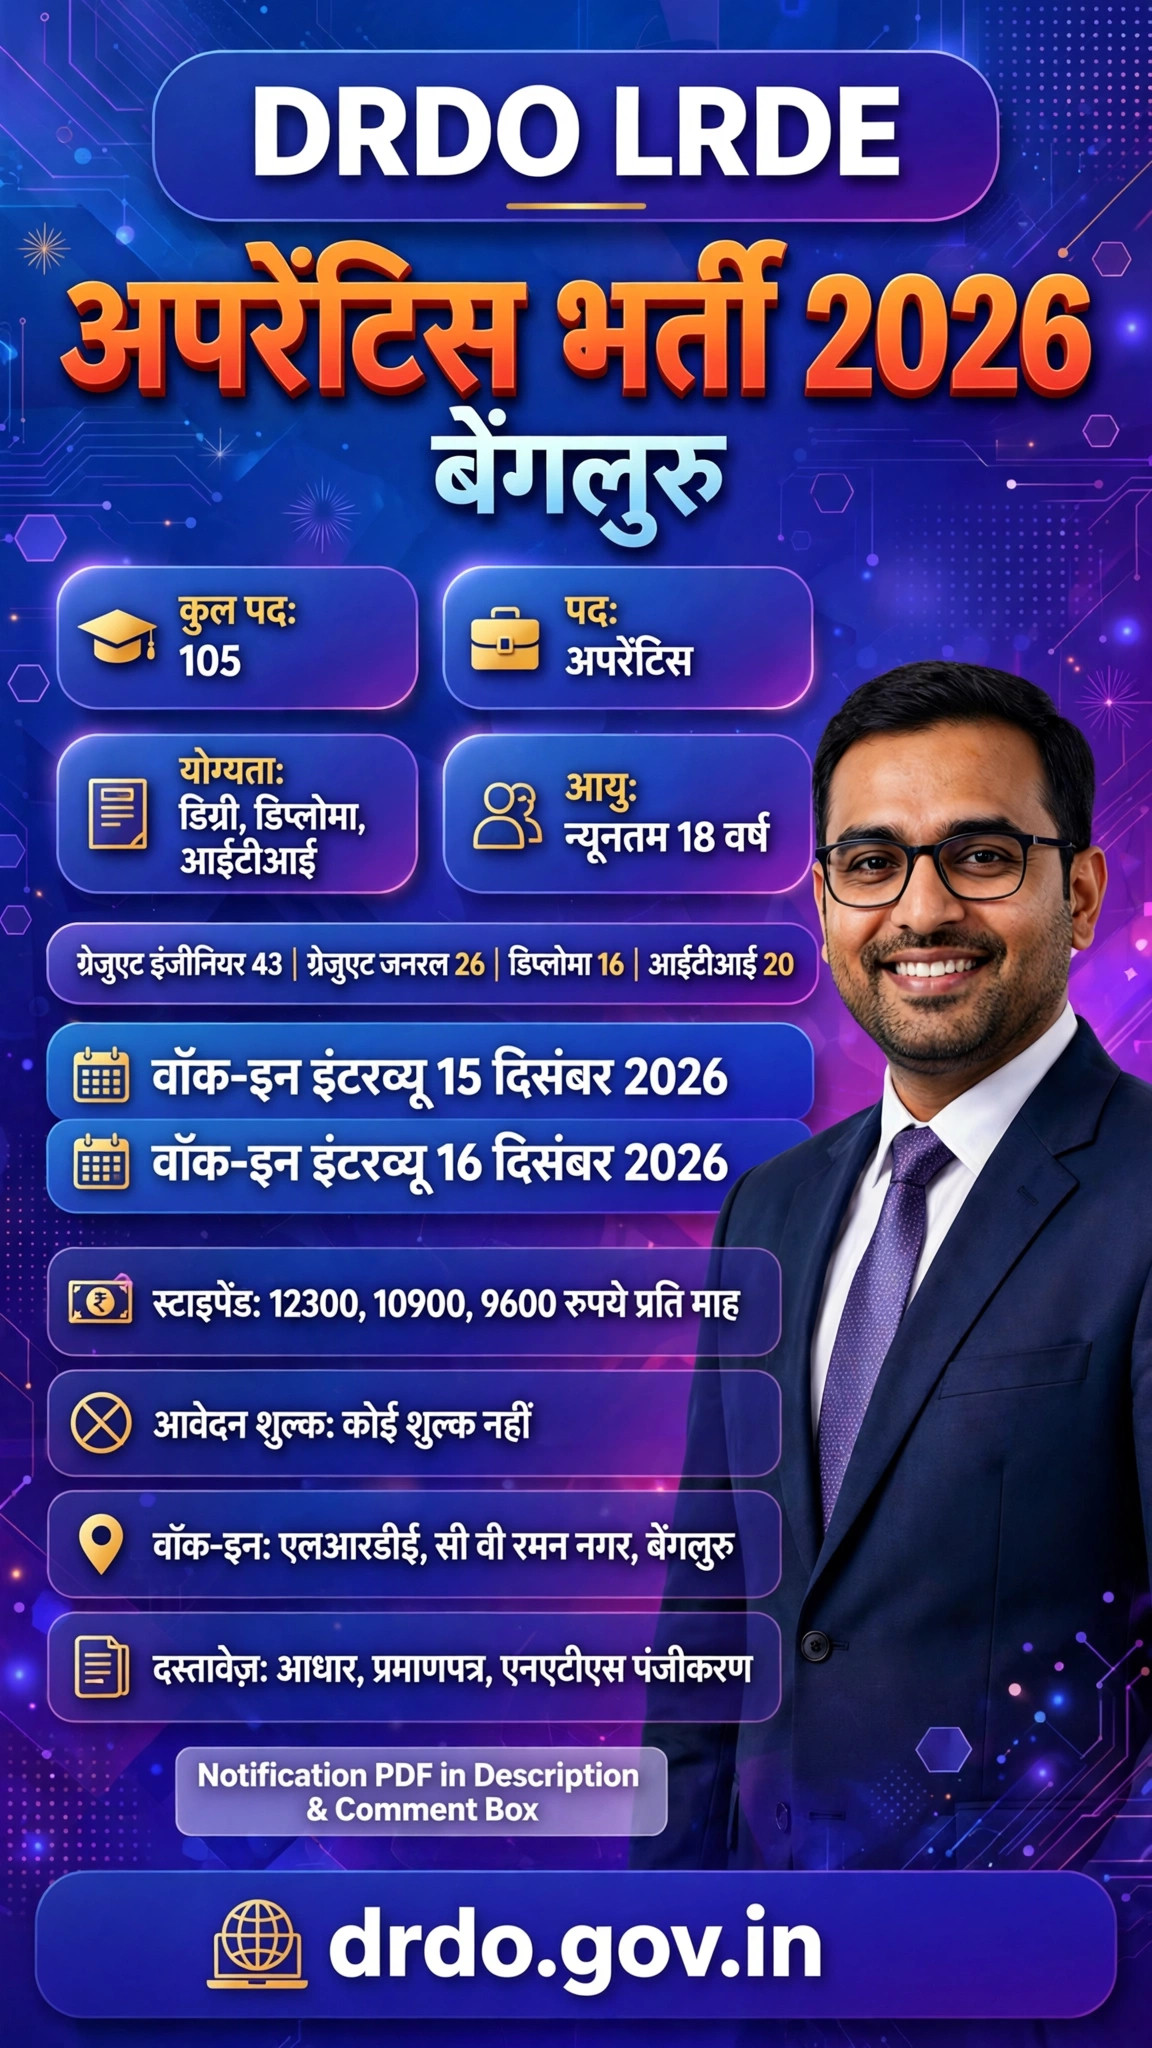 DRDO LRDE
अपरेंटिस भर्ती 2026
बेंगलुरु
कुल पद:
105
पद:
अपरेंटिस
योग्यता:
डिग्री, डिप्लोमा,
आईटीआई
आयु:
न्यूनतम 18 वर्ष
ग्रेजुएट इंजीनियर 43 | ग्रेजुएट जनरल 26 | डिप्लोमा 16 | आईटीआई 20
वॉक-इन इंटरव्यू 15 दिसंबर 2026
वॉक-इन इंटरव्यू 16 दिसंबर 2026
स्टाइपेंड: 12300, 10900, 9600 रुपये प्रति माह
आवेदन शुल्क: कोई शुल्क नहीं
वॉक-इन: एलआरडीई, सी वी रमन नगर, बेंगलुरु
दस्तावेज़: आधार, प्रमाणपत्र, एनएटीएस पंजीकरण
Notification PDF in Description
& Comment Box
drdo.gov.in